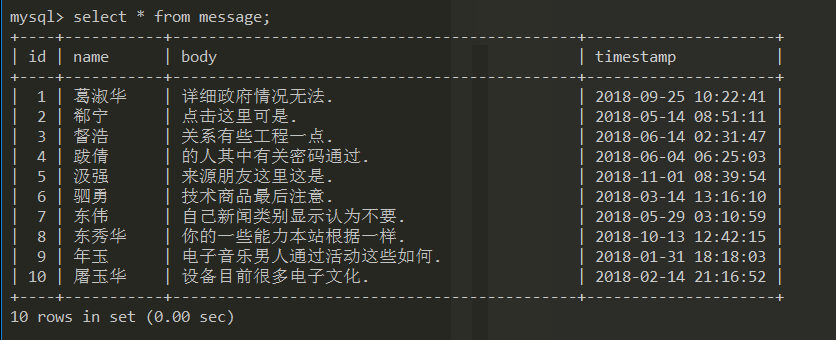 mysql> select * from message;
+----+-----------+--------------------------------------------+---------------------+
| id | name      | body                                       | timestamp           |
+----+-----------+--------------------------------------------+---------------------+
|  1 | 葛淑华    | 详细政府情况无法.                          | 2018-09-25 10:22:41 |
|  2 | 郗宁      | 点击这里可是.                              | 2018-05-14 08:51:11 |
|  3 | 督浩      | 关系有些工程一点.                          | 2018-06-14 02:31:47 |
|  4 | 跋倩      | 的人其中有关密码通过.                      | 2018-06-04 06:25:03 |
|  5 | 汲强      | 来源朋友这里这是.                          | 2018-11-01 08:39:54 |
|  6 | 驷勇      | 技术商品最后注意.                          | 2018-03-14 13:16:10 |
|  7 | 东伟      | 自己新闻类别显示认为不要.                  | 2018-05-29 03:10:59 |
|  8 | 东秀华    | 你的一些能力本站根据一样.                  | 2018-10-13 12:42:15 |
|  9 | 年玉      | 电子音乐男人通过活动这些如何.              | 2018-01-31 18:18:03 |
| 10 | 屠玉华    | 设备目前很多电子文化.                      | 2018-02-14 21:16:52 |
+----+-----------+--------------------------------------------+---------------------+
10 rows in set (0.00 sec)